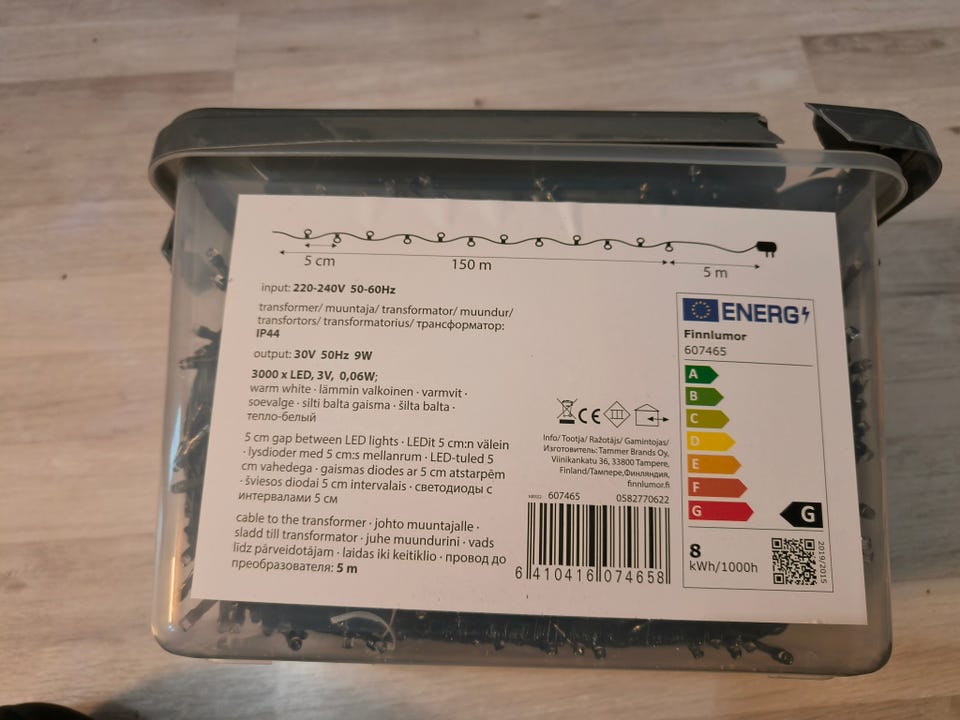 5 cm
150 m
5 m
input: 220-240V 50-60Hz
transformer/ muuntaja/ transformator/ muundur/
transfortors/ transformatorius/ трансформатор:
IP44
output: 30V 50Hz 9W
3000 x LED, 3V, 0,06W;
warm white · lämmin valkoinen · varmvit ·
soevalge · silti balta gaisma · šilta balta ·
тепло-белый
5 cm gap between LED lights · LEDit 5 cm:n välein
· lysdioder med 5 cm:s mellanrum · LED-tuled 5
cm vahedega · gaismas diodes ar 5 cm atstarpēm
· šviesos diodai 5 cm intervalais · светодиоды с
интервалами 5 см
cable to the transformer · johto muuntajalle ·
sladd till transformator · juhe muundurini · vads
līdz pārveidotājam · laidas iki keitiklio · провод до
преобразователя: 5 m
CE
III
Info/ Tootja/ Ražotājs/ Gamintojas/
Изготовитель: Tammer Brands Oy,
Viinikankatu 36, 33800 Tampere,
Finland/Тампере,Финляндия,
finnlumor.fi
607465 0582770622
6 410416 074658
ENERG
Finnlumor
607465
A
B
C
D
E
F
G
G
8
kWh/1000h
2019/2015